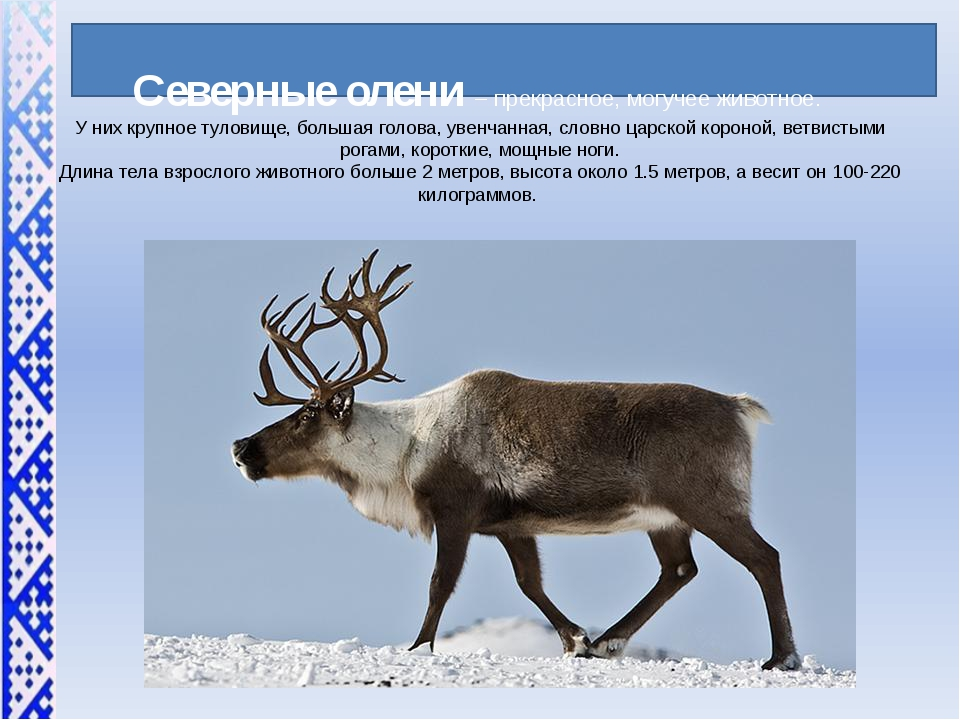 Северные олени – прекрасное, могучее животное.
У них крупное туловище, большая голова, увенчанная, словно царской короной, ветвистыми
рогами, короткие, мощные ноги.
Длина тела взрослого животного больше 2 метров, высота около 1.5 метров, а весит он 100-220
килограммов.